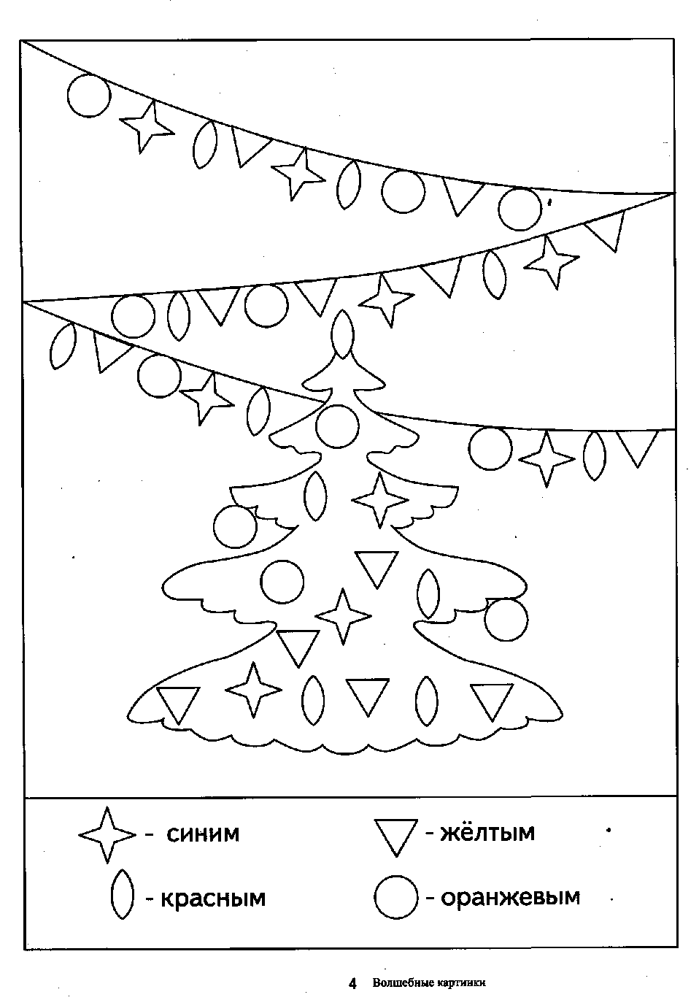 - синим
- жёлтым
- красным
- оранжевым
4 Волшебные картинки